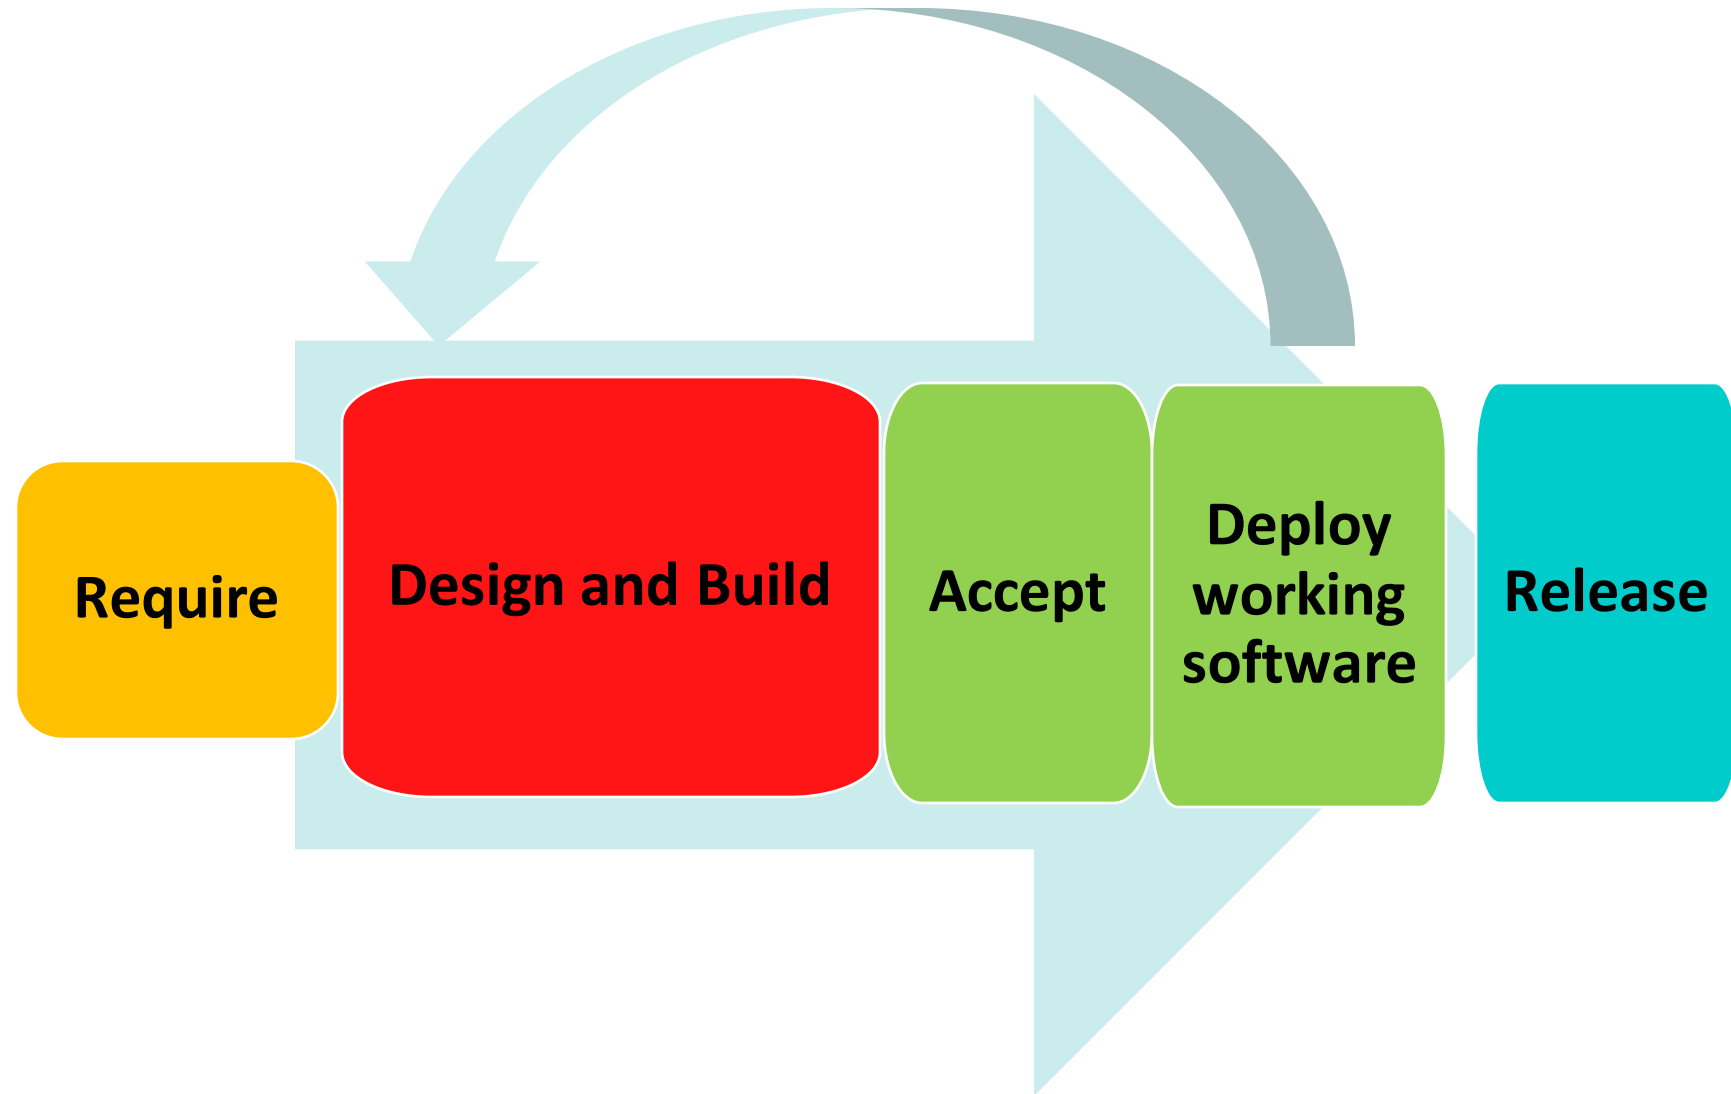 Require
Design and Build
Accept
Deploy
working
software
Release